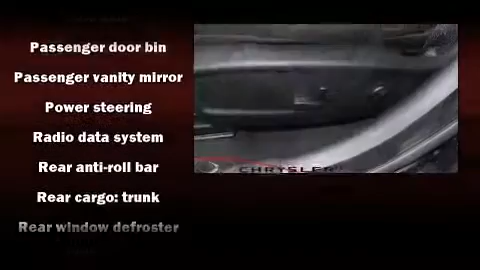 Passenger door bin
Passenger vanity mirror
Power steering
Radio data system
Rear anti-roll bar
Rear cargo: trunk
Rear window defroster
CHRYSLER